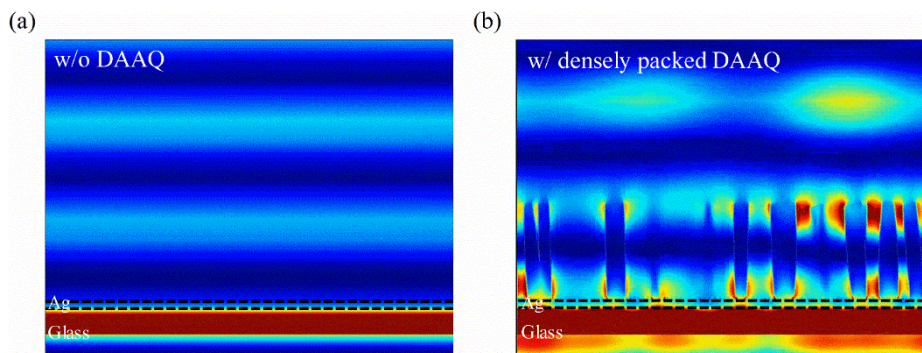 (a)
w/o DAAQ
Ag
Glass
(b)
w/ densely packed DAAQ
Ag
Glass